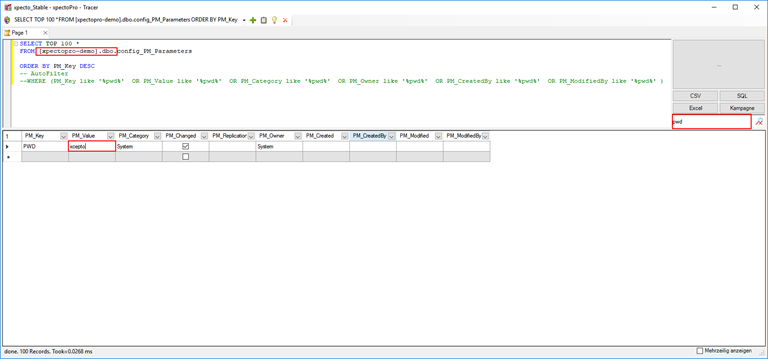 xpecto_Stable - xpectoPro - Tracer
SELECT TOP 100 *FROM [xpectopro-demo].dbo.config_PM_Parameters ORDER BY PM_Key
Page 1
SELECT TOP 100 *
FROM [xpectopro-demo].dbo.config_PM_Parameters
ORDER BY PM_Key DESC
-- AutoFilter
--WHERE (PM_Key like '%pwd%' OR PM_Value like '%pwd%' OR PM_Category like '%pwd%' OR PM_Owner like '%pwd%' OR PM_CreatedBy like '%pwd%' OR PM_ModifiedBy like '%pwd%' )
...
CSV SQL
Excel Kampagne
pwd
1 PM_Key PM_Value PM_Category PM_Changed PM_Replication PM_Owner PM_Created PM_CreatedBy PM_Modified PM_ModifiedBy
PWD xcepto System System
done. 100 Records. Took=0.0268 ms
Mehrzeilig anzeigen